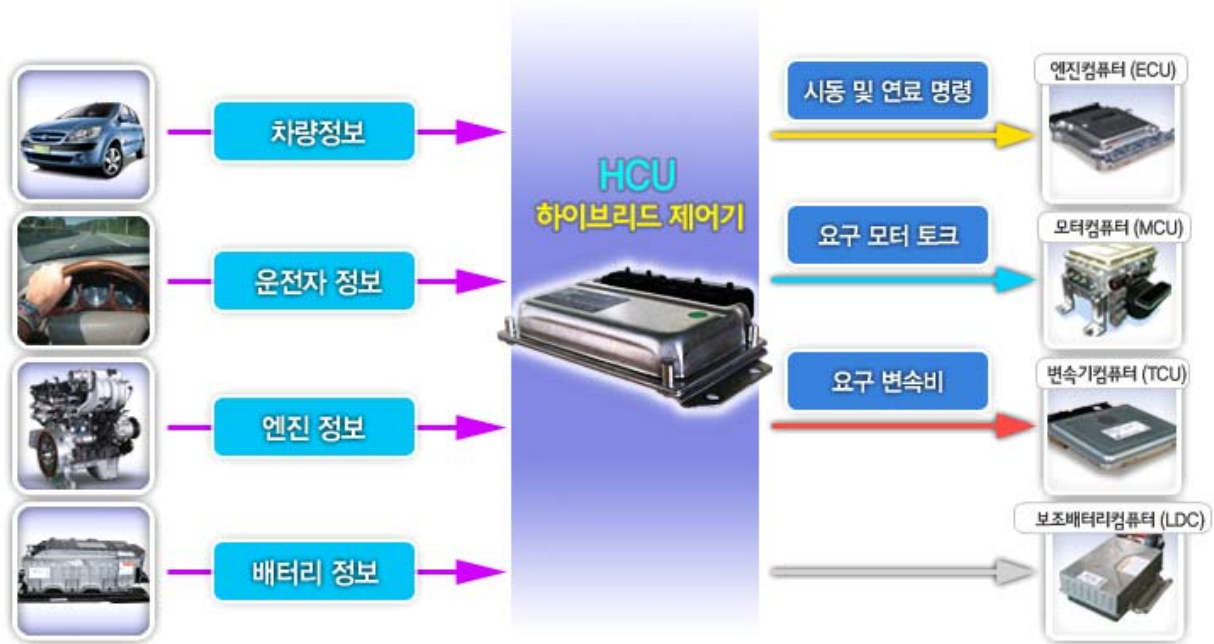 차량정보
운전자 정보
엔진 정보
배터리 정보
HCU
하이브리드 제어기
시동 및 연료 명령
요구 모터 토크
요구 변속비
엔진컴퓨터 (ECU)
모터컴퓨터 (MCU)
변속기컴퓨터 (TCU)
보조배터리컴퓨터 (LDC)